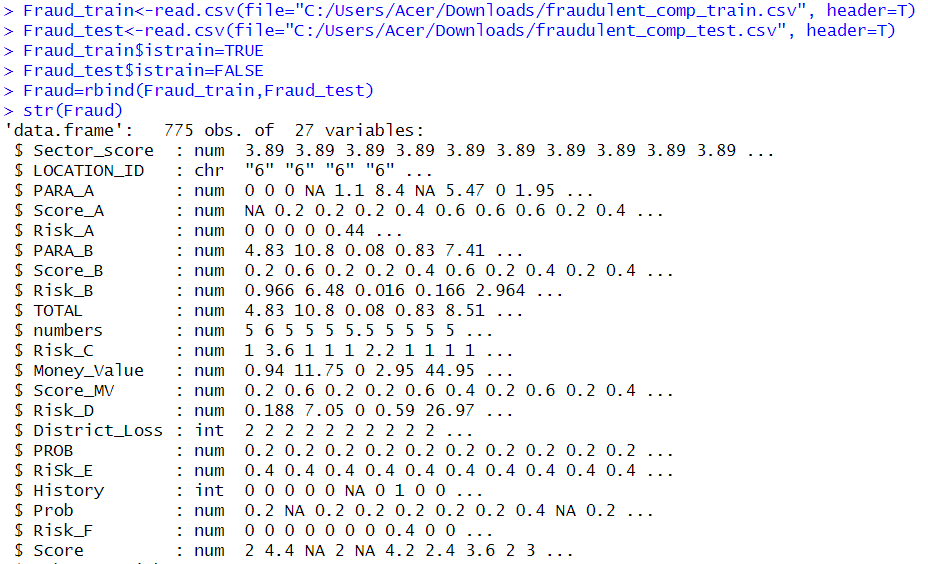 > Fraud_train<-read.csv(file="C:/Users/Acer/Downloads/fraudulent_comp_train.csv", header=T)
> Fraud_test<-read.csv(file="C:/Users/Acer/Downloads/fraudulent_comp_test.csv", header=T)
> Fraud_train$istrain=TRUE
> Fraud_test$istrain=FALSE
> Fraud=rbind(Fraud_train,Fraud_test)
> str(Fraud)
'data.frame':   775 obs. of  27 variables:
 $ Sector_score  : num  3.89 3.89 3.89 3.89 3.89 3.89 3.89 3.89 3.89 3.89 ...
 $ LOCATION_ID   : chr  "6" "6" "6" "6" ...
 $ PARA_A        : num  0 0 0 NA 1.1 8.4 NA 5.47 0 1.95 ...
 $ Score_A       : num  NA 0.2 0.2 0.2 0.4 0.6 0.6 0.6 0.2 0.4 ...
 $ Risk_A        : num  0 0 0 0 0.44 ...
 $ PARA_B        : num  4.83 10.8 0.08 0.83 7.41 ...
 $ Score_B       : num  0.2 0.6 0.2 0.2 0.4 0.6 0.2 0.4 0.2 0.4 ...
 $ Risk_B        : num  0.966 6.48 0.016 0.166 2.964 ...
 $ TOTAL         : num  4.83 10.8 0.08 0.83 8.51 ...
 $ numbers       : num  5 6 5 5 5 5.5 5 5 5 5 ...
 $ Risk_C        : num  1 3.6 1 1 1 2.2 1 1 1 1 ...
 $ Money_Value   : num  0.94 11.75 0 2.95 44.95 ...
 $ Score_MV      : num  0.2 0.6 0.2 0.2 0.6 0.4 0.2 0.6 0.2 0.4 ...
 $ Risk_D        : num  0.188 7.05 0 0.59 26.97 ...
 $ District_Loss : int  2 2 2 2 2 2 2 2 2 2 ...
 $ PROB          : num  0.2 0.2 0.2 0.2 0.2 0.2 0.2 0.2 0.2 0.2 ...
 $ RiSk_E        : num  0.4 0.4 0.4 0.4 0.4 0.4 0.4 0.4 0.4 0.4 ...
 $ History       : int  0 0 0 0 0 NA 0 1 0 0 ...
 $ Prob          : num  0.2 NA 0.2 0.2 0.2 0.2 0.2 0.4 NA 0.2 ...
 $ Risk_F        : num  0 0 0 0 0 0 0 0.4 0 0 ...
 $ Score         : num  2 4.4 NA 2 NA 4.2 2.4 3.6 2 3 ...